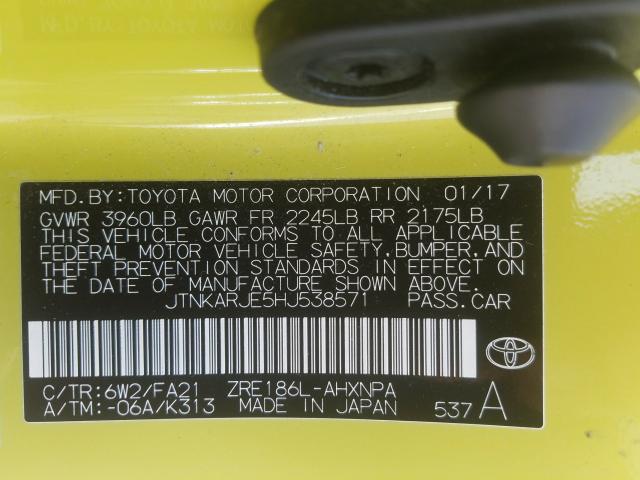 MFD.BY:TOYOTA MOTOR CORPORATION 01/17
GVWR 3960LB GAWR FR 2245LB RR 2175LB
THIS VEHICLE CONFORMS TO ALL APPLICABLE
FEDERAL MOTOR VEHICLE SAFETY,BUMPER,AND
THEFT PREVENTION STANDARDS IN EFFECT ON
THE DATE OF MANUFACTURE SHOWN ABOVE.
JTNKARJE5HJ538571 PASS.CAR
C/TR:6W2/FA21 ZRE186L-AHXNPA
A/TM:-06A/K313 MADE IN JAPAN 537A